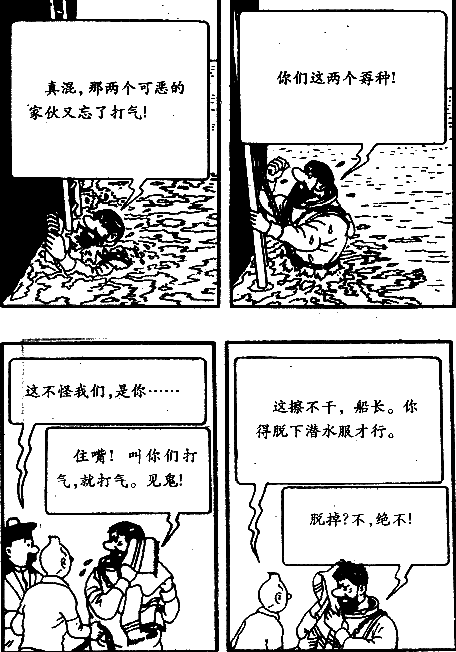 真混，那两个可恶的
家伙又忘了打气！
你们这两个孬种！
这不怪我们，是你……
住嘴！叫你们打
气，就打气。见鬼！
这擦不干，船长。你
得脱下潜水服才行。
脱掉？不，绝不！